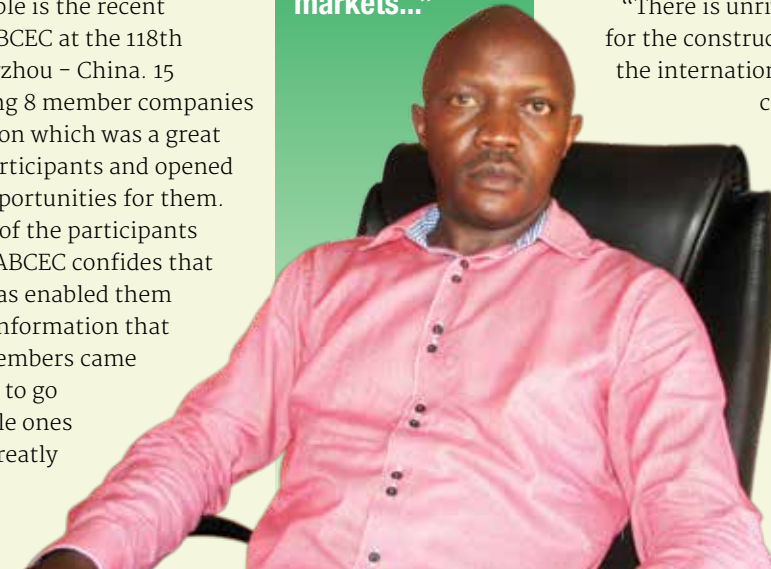 ble is the recent
BCEC at the 118th
zhou – China. 15
ng 8 member companies
on which was a great
rticipants and opened
portunities for them.
of the participants
ABCEC confides that
as enabled them
nformation that
embers came
to go
le ones
reatly
markets...”
“There is unri
for the construc
the internation
c